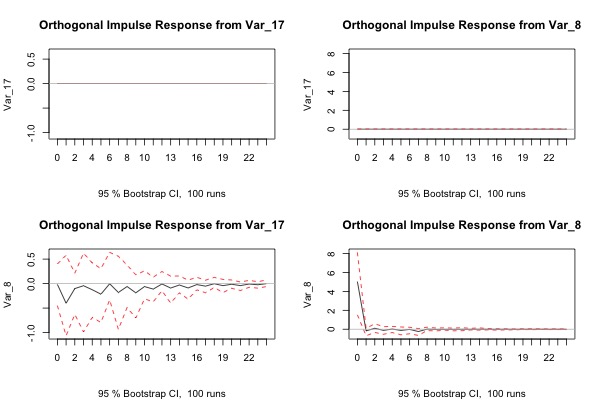 Orthogonal Impulse Response from Var_17
Var_17
0.5
0.0
-1.0
0 2 4 6 8 10 13 16 19 22
95 % Bootstrap CI, 100 runs
Orthogonal Impulse Response from Var_8
Var_17
8
6
4
2
0
0 2 4 6 8 10 13 16 19 22
95 % Bootstrap CI, 100 runs
Orthogonal Impulse Response from Var_17
Var_8
0.5
0.0
-1.0
0 2 4 6 8 10 13 16 19 22
95 % Bootstrap CI, 100 runs
Orthogonal Impulse Response from Var_8
Var_8
8
6
4
2
0
0 2 4 6 8 10 13 16 19 22
95 % Bootstrap CI, 100 runs